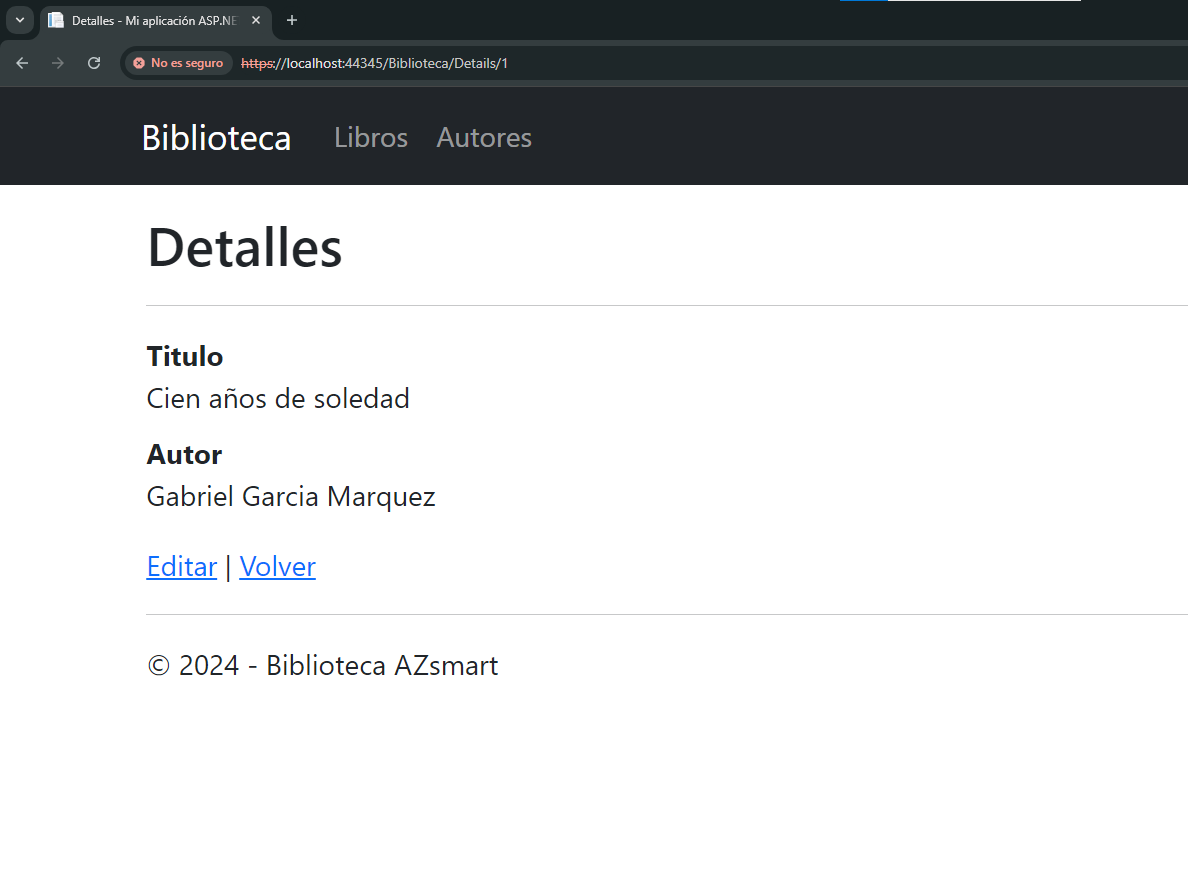 Detalles - Mi aplicación ASP.NE
No es seguro https://localhost:44345/Biblioteca/Details/1
Biblioteca Libros Autores
Detalles
Titulo
Cien años de soledad
Autor
Gabriel Garcia Marquez
Editar | Volver
© 2024 - Biblioteca AZsmart